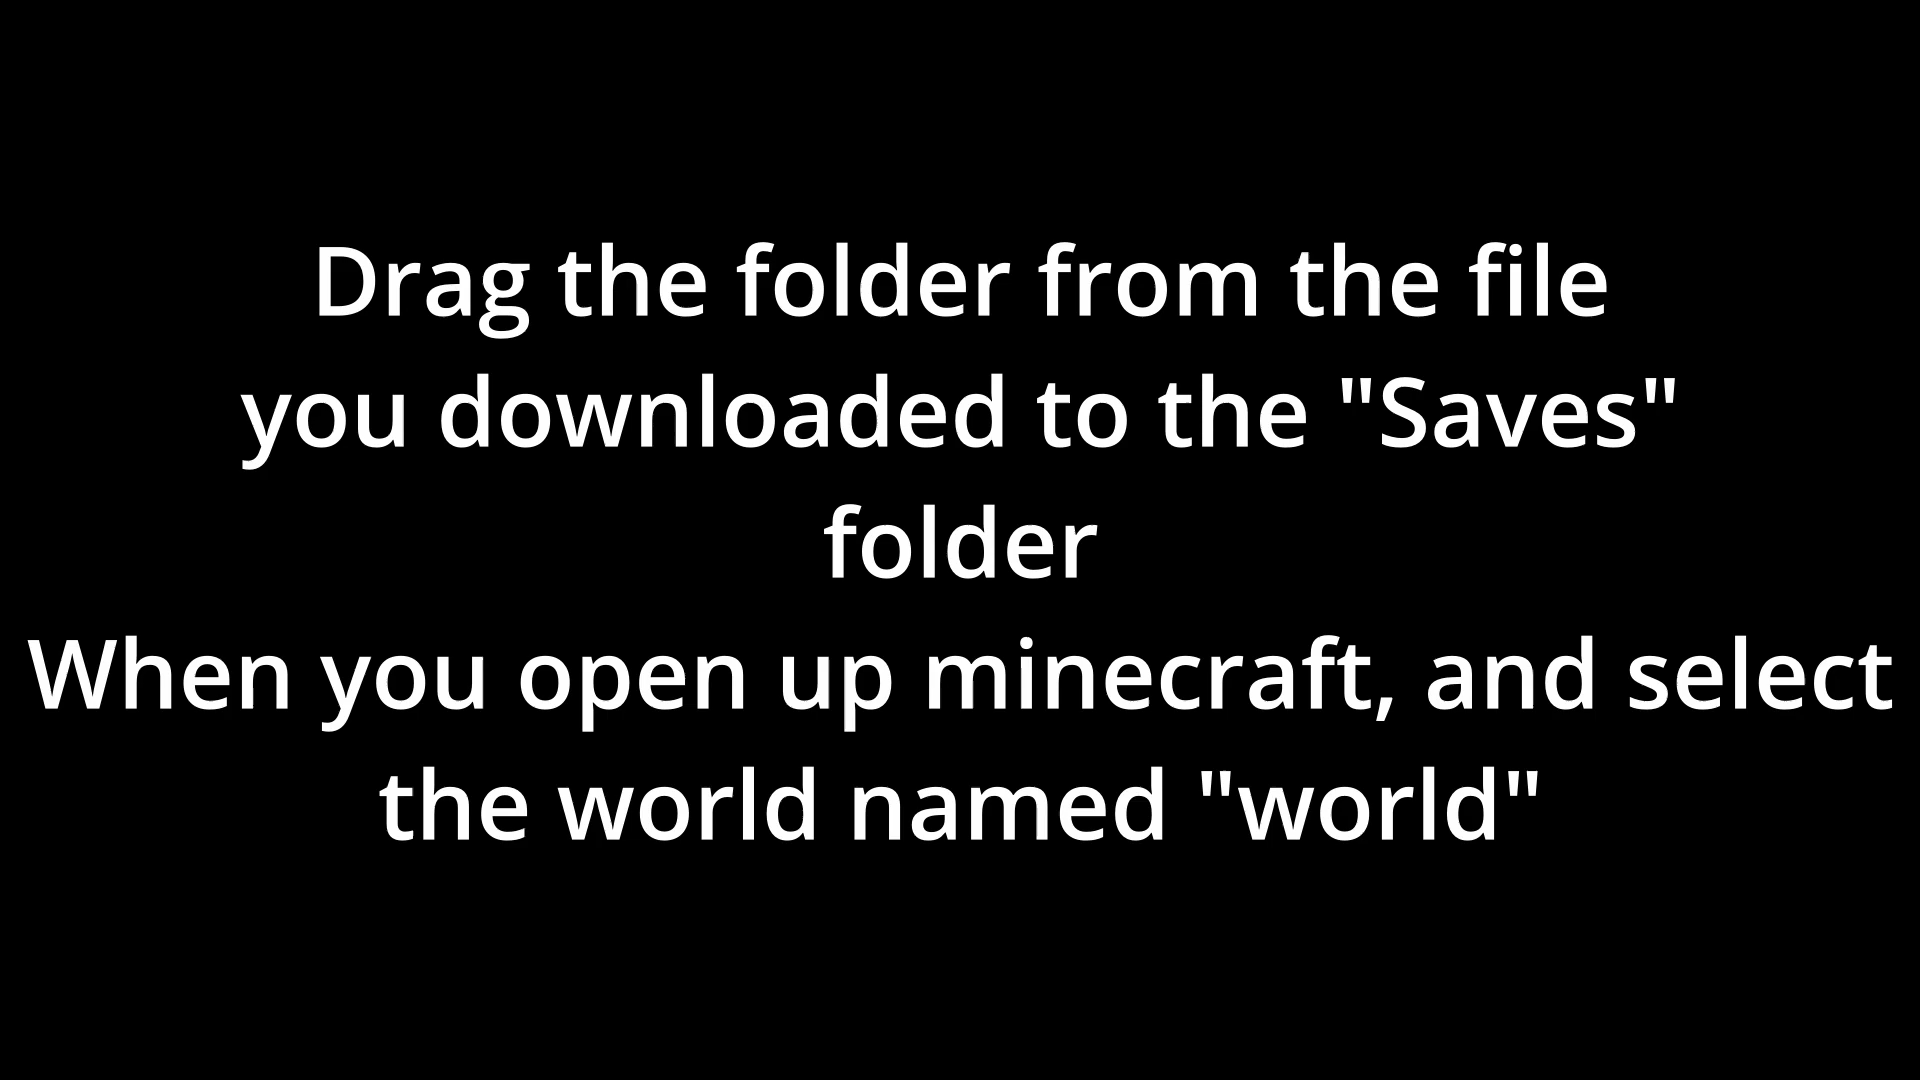 Drag the folder from the file
you downloaded to the "Saves"
folder
When you open up minecraft, and select
the world named "world"